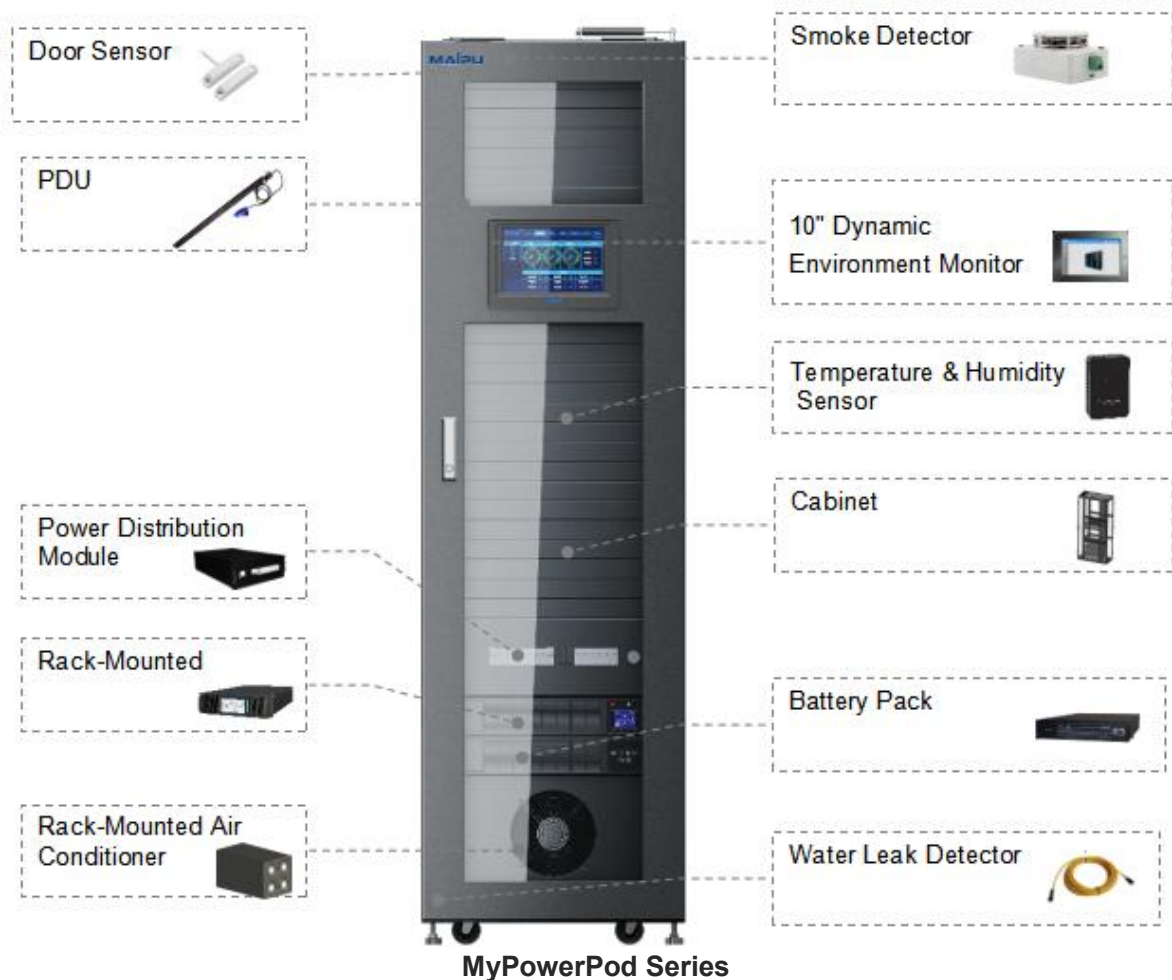 Door Sensor
Smoke Detector
MAIPU
PDU
10" Dynamic
Environment Monitor
Temperature & Humidity
Sensor
Cabinet
Power Distribution
Module
Rack-Mounted
Battery Pack
Rack-Mounted Air
Conditioner
Water Leak Detector
MyPowerPod Series